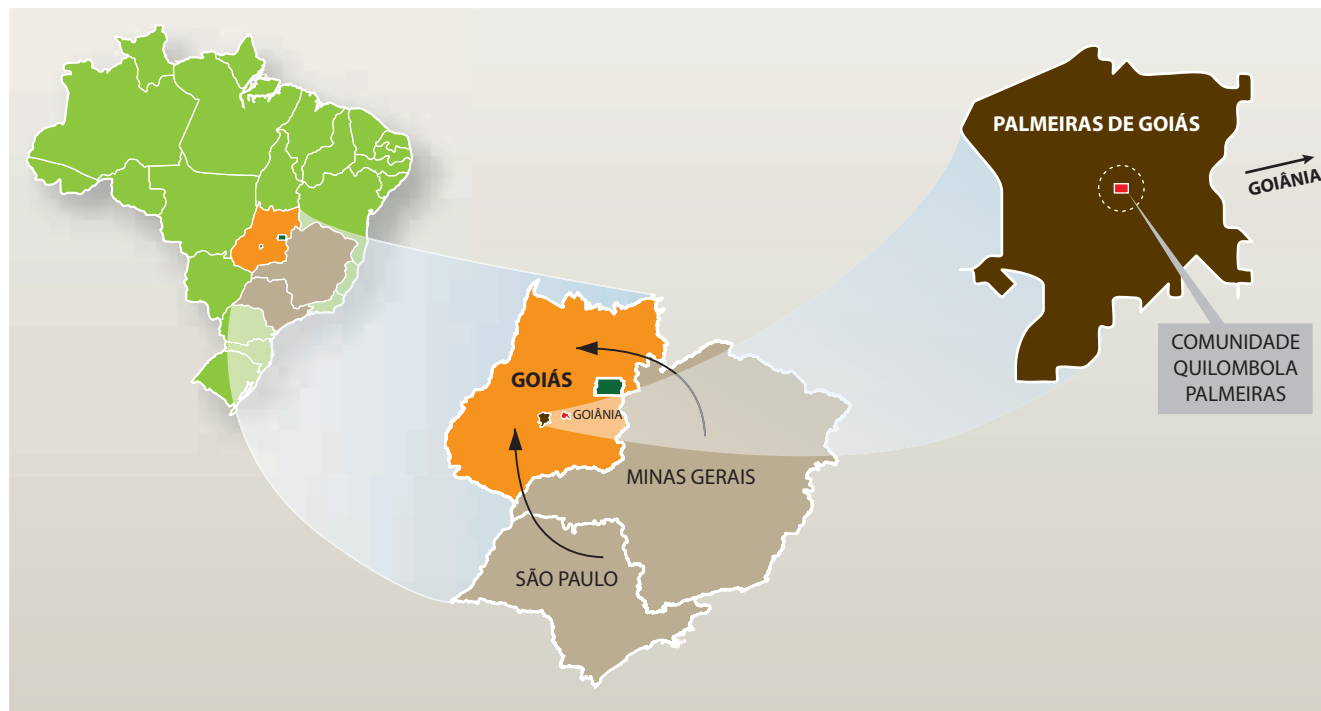 PALMEIRAS DE GOIÁS
GOIÂNIA
COMUNIDADE
QUILOMBOLA
PALMEIRAS
GOIÁS
GOIÂNIA
MINAS GERAIS
SÃO PAULO